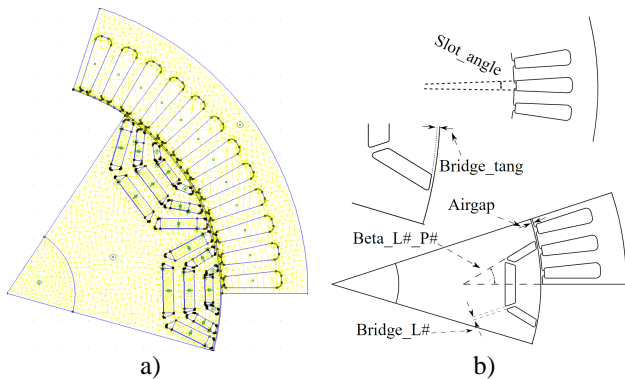 Slot_angle
Bridge_tang
Airgap
Beta_L#_P#
Bridge_L#
a)
b)